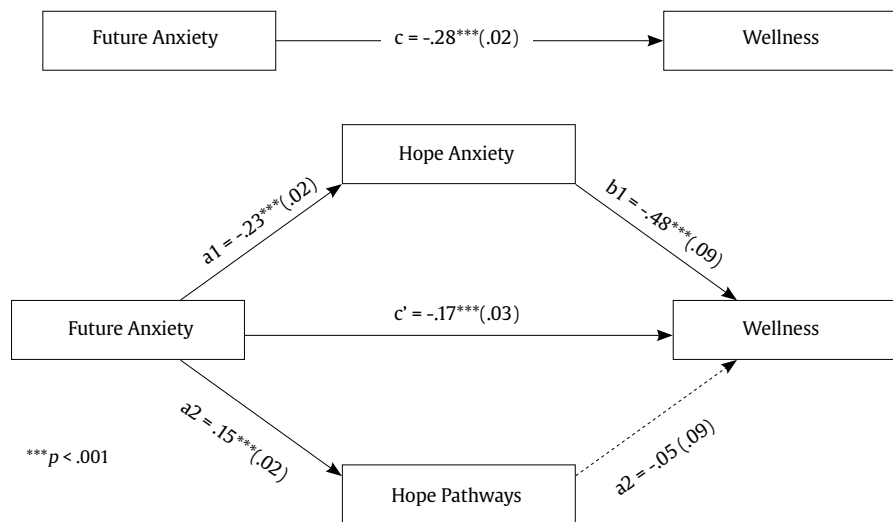 Future Anxiety
c = -.28***(.02)
Wellness
Hope Anxiety
a1 = -.23***(.02)
b1 = -.48***(.09)
Future Anxiety
c’ = -.17***(.03)
Wellness
a2 = .15***(.02)
a2 = -.05 (.09)
***p < .001
Hope Pathways